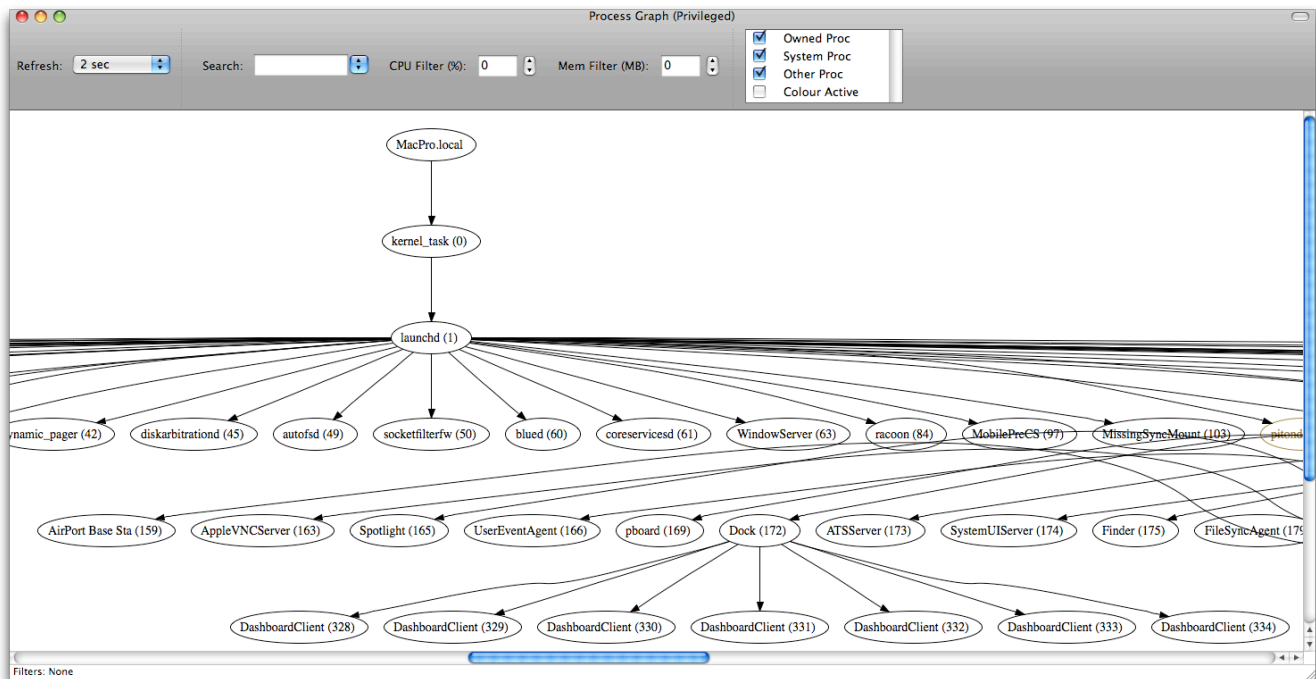 Process Graph (Privileged)
Refresh: 2 sec Search: CPU Filter (%): 0 Mem Filter (MB): 0
Owned Proc
System Proc
Other Proc
Colour Active
MacPro.local
kernel_task (0)
launchd (1)
ynamic_pager (42) diskarbitrationd (45) autofsd (49) socketfilterfw (50) blued (60) coreservicesd (61) WindowServer (63) racoon (84) MobilePreCS (97) MissingSyncMount (103) pitond
AirPort Base Sta (159) AppleVNCServer (163) Spotlight (165) UserEventAgent (166) pboard (169) Dock (172) ATSServer (173) SystemUIServer (174) Finder (175) FileSyncAgent (179
DashboardClient (328) DashboardClient (329) DashboardClient (330) DashboardClient (331) DashboardClient (332) DashboardClient (333) DashboardClient (334)
Filters: None